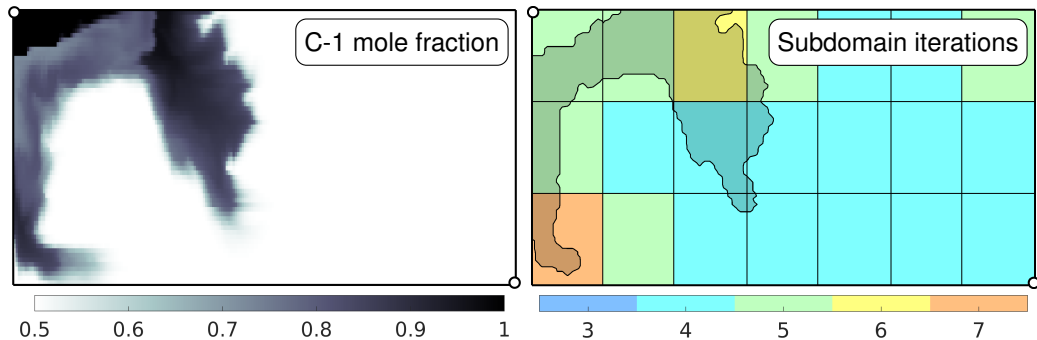 C-1 mole fraction
Subdomain iterations
0.5 0.6 0.7 0.8 0.9 1
3 4 5 6 7